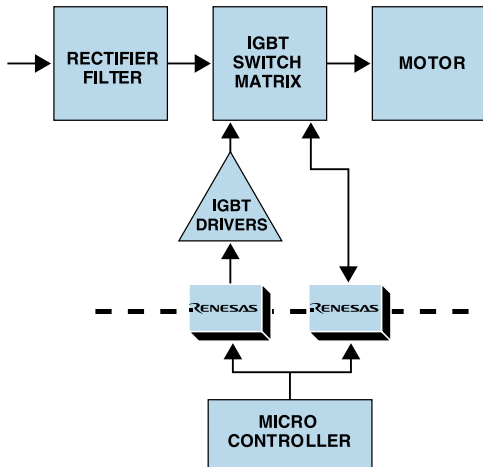 RECTIFIER
FILTER
IGBT
SWITCH
MATRIX
MOTOR
IGBT
DRIVERS
RENESAS
RENESAS
MICRO
CONTROLLER